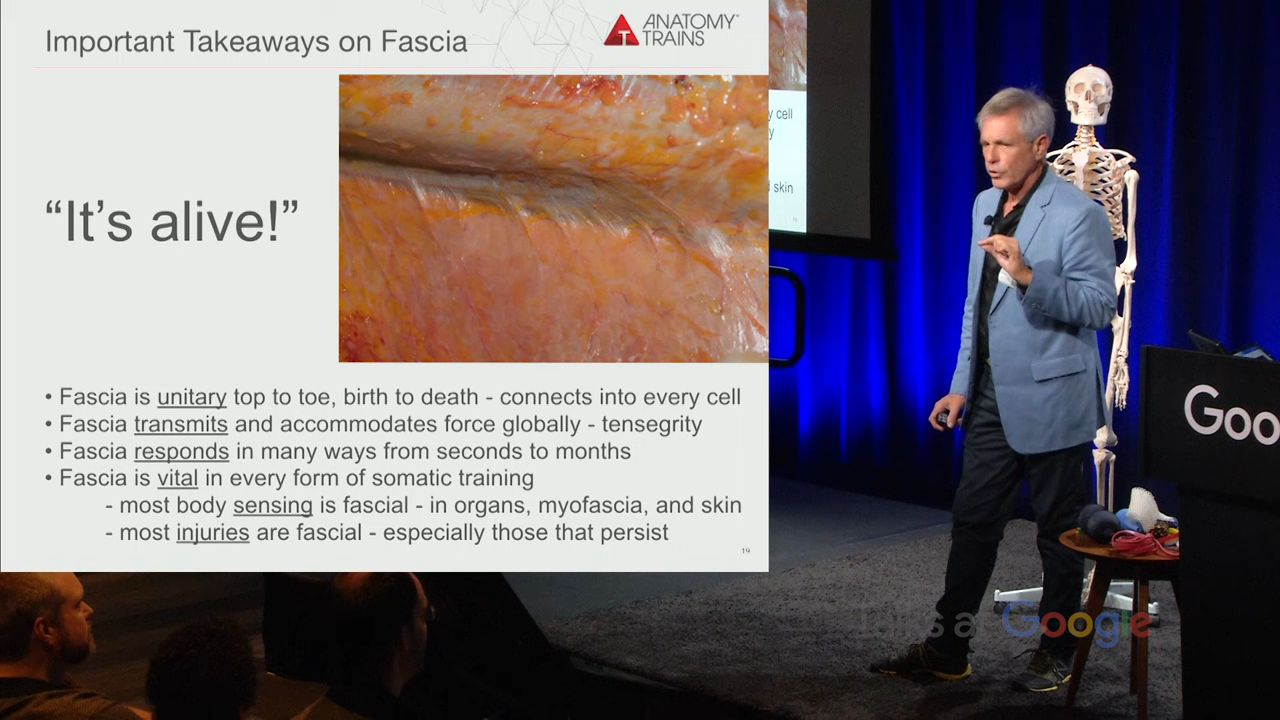 Important Takeaways on Fascia
ANATOMY
TRAINS
“It’s alive!”
• Fascia is unitary top to toe, birth to death - connects into every cell
• Fascia transmits and accommodates force globally - tensegrity
• Fascia responds in many ways from seconds to months
• Fascia is vital in every form of somatic training
- most body sensing is fascial - in organs, myofascia, and skin
- most injuries are fascial - especially those that persist
19
y cell
y
skin
Goo
Talks at Google